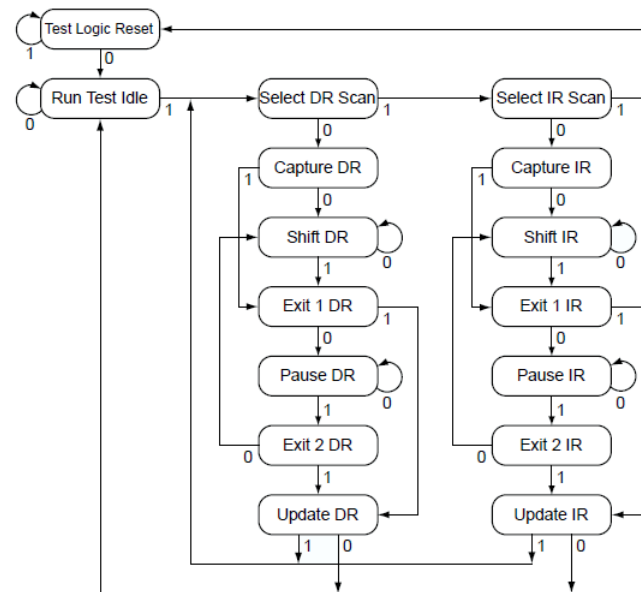 Test Logic Reset
1
0
Run Test Idle
1
Select DR Scan
1
Select IR Scan
1
0
0
0
Capture DR
Capture IR
1
1
0
0
Shift DR
Shift IR
0
0
1
1
Exit 1 DR
Exit 1 IR
1
1
0
0
Pause DR
Pause IR
0
0
1
1
Exit 2 DR
Exit 2 IR
0
0
1
1
Update DR
Update IR
1 0
1 0